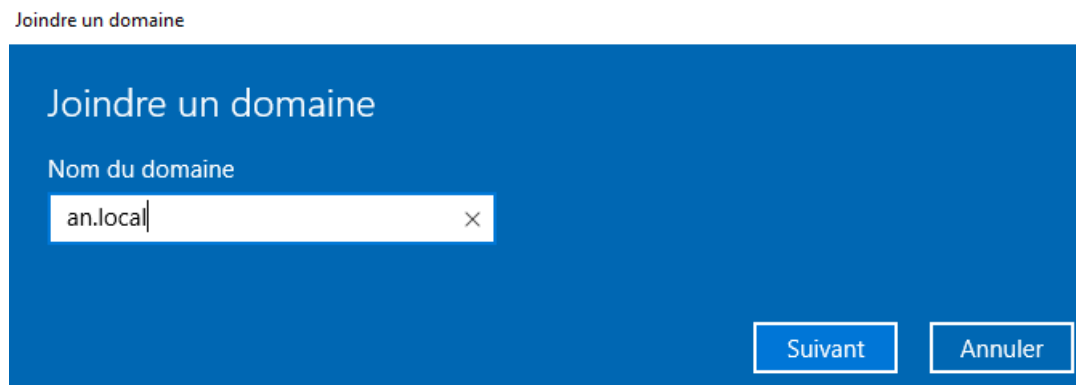 Joindre un domaine
Joindre un domaine
Nom du domaine
an.local
Suivant Annuler